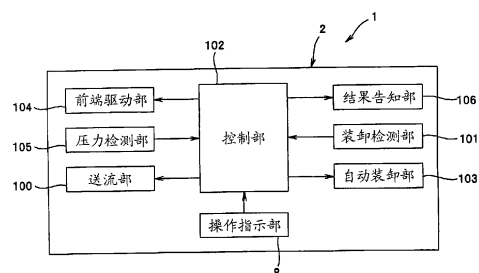 1
2
102
前端驱动部
104
结果告知部
106
压力检测部
105
控制部
装卸检测部
101
送流部
100
自动装卸部
103
操作指示部